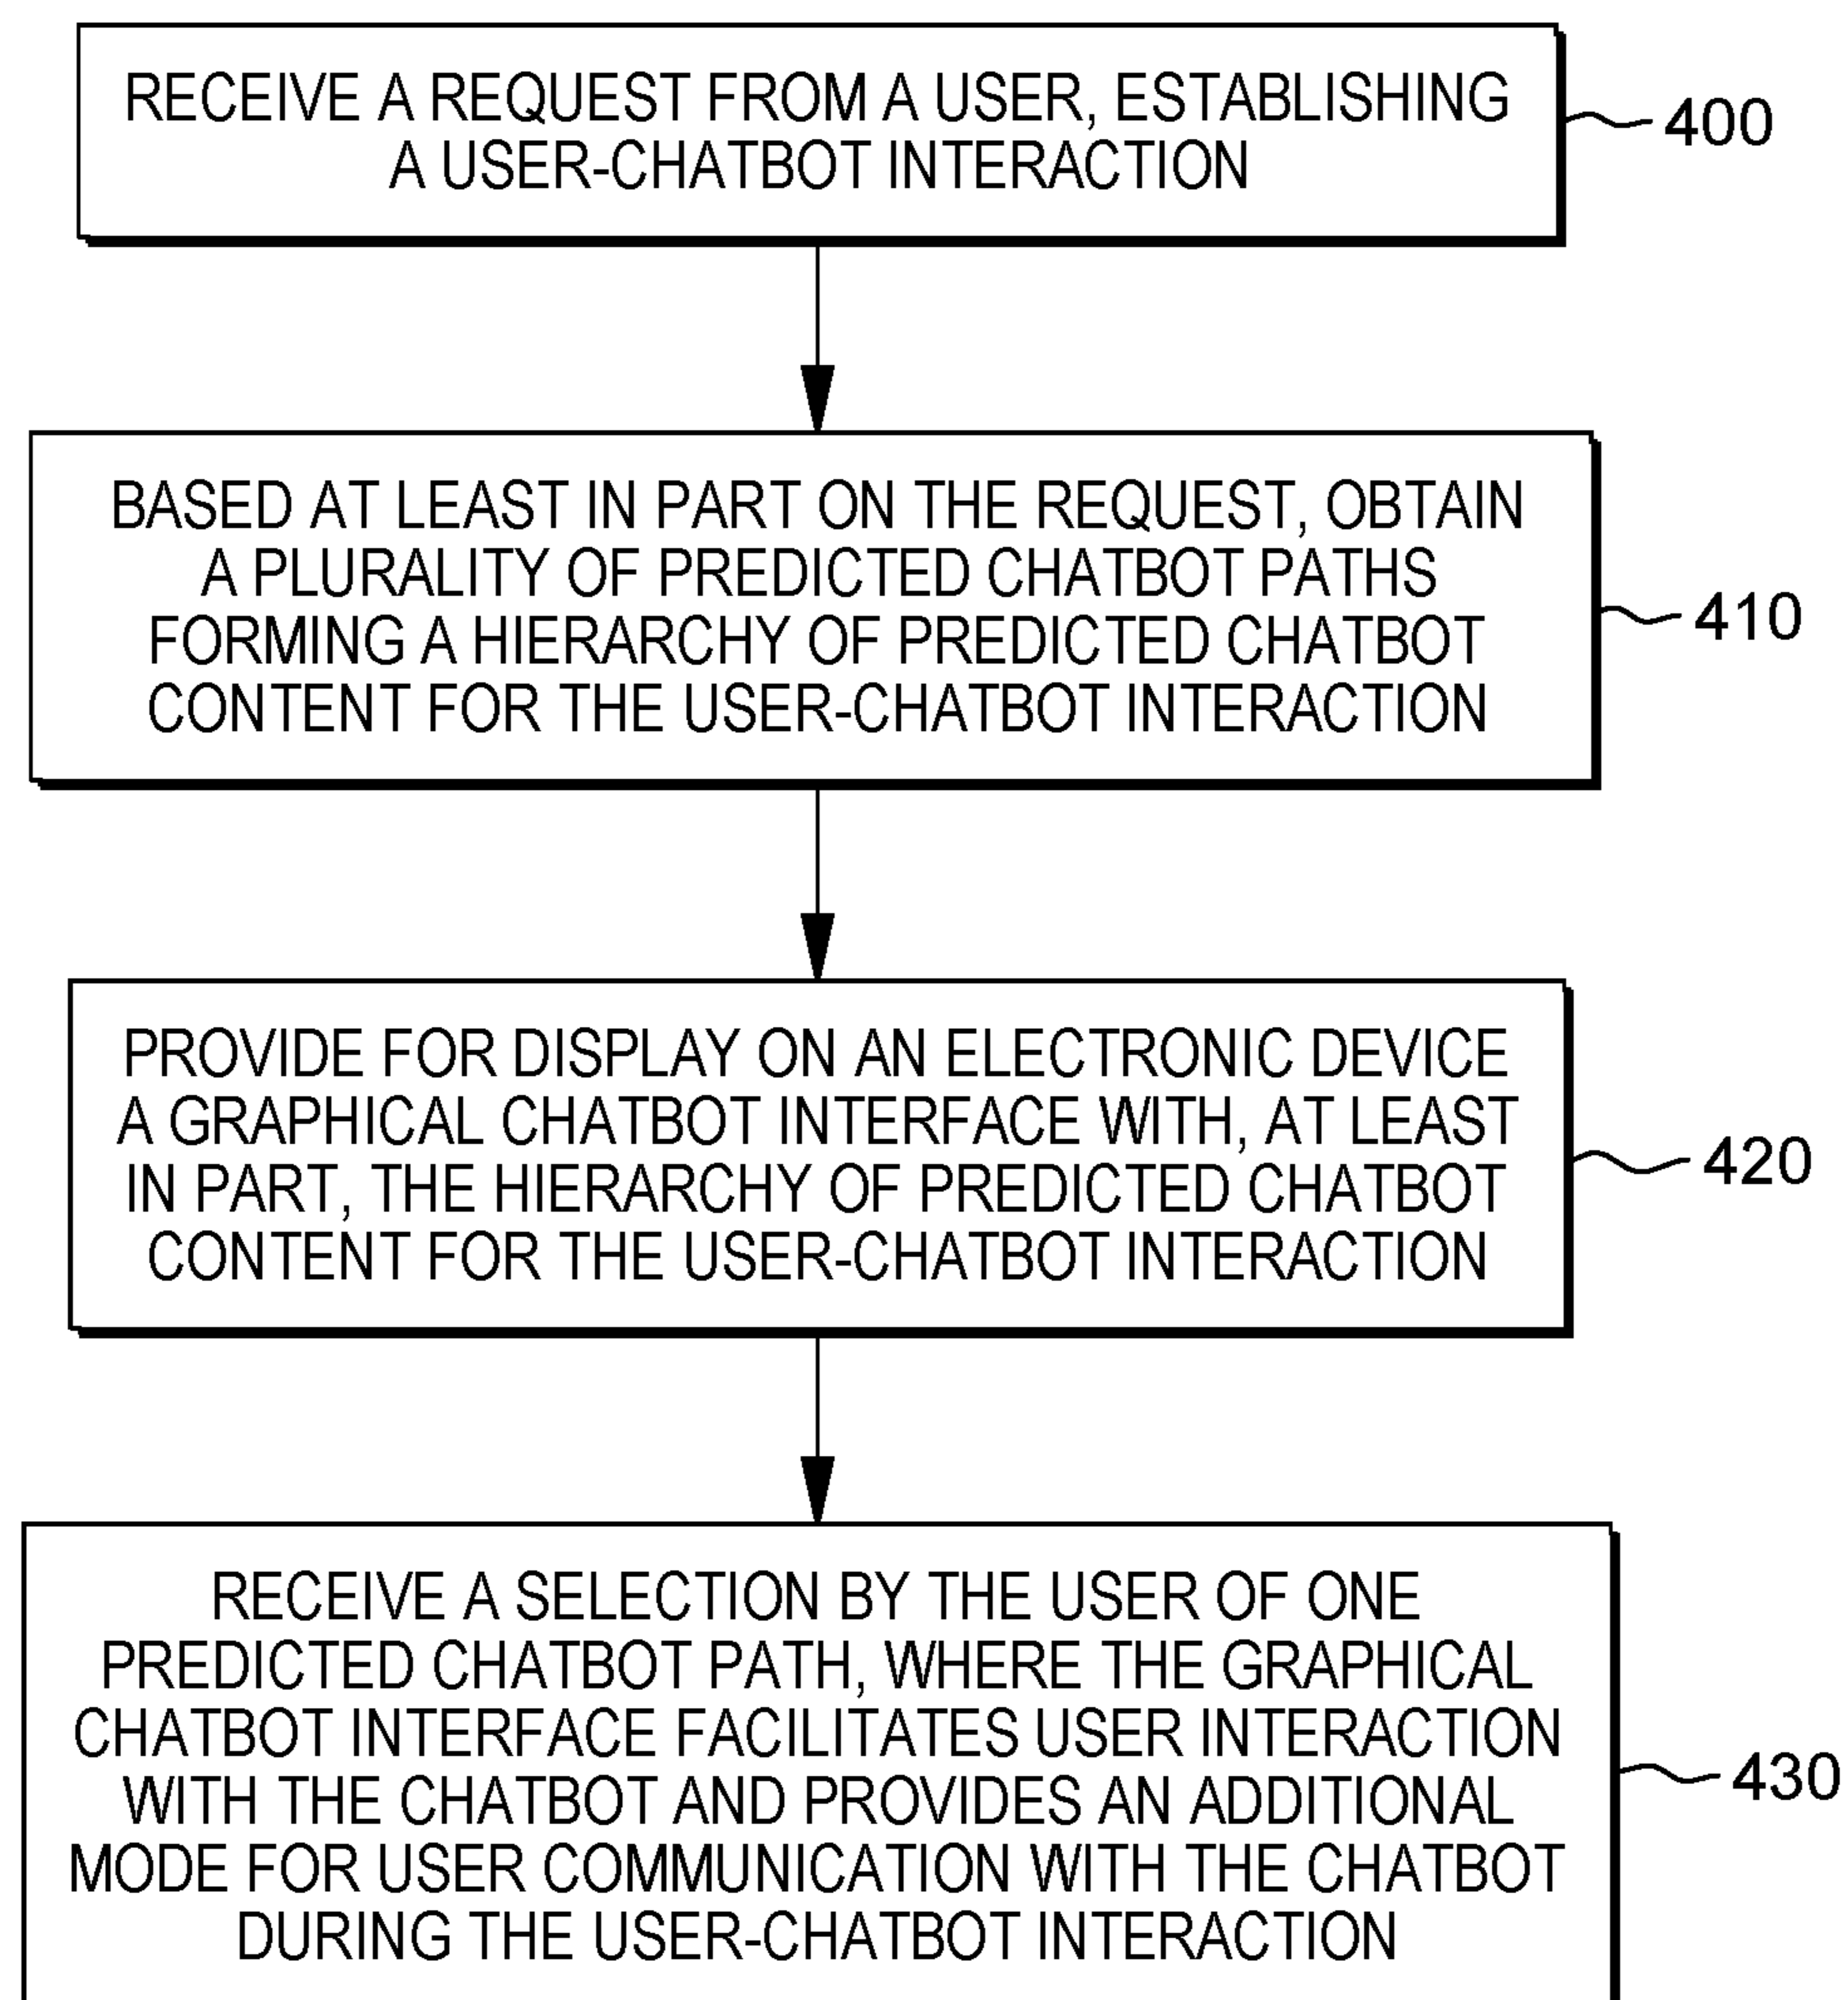 RECEIVE A REQUEST FROM A USER, ESTABLISHING
A USER-CHATBOT INTERACTION
400
BASED AT LEAST IN PART ON THE REQUEST, OBTAIN
A PLURALITY OF PREDICTED CHATBOT PATHS
FORMING A HIERARCHY OF PREDICTED CHATBOT
CONTENT FOR THE USER-CHATBOT INTERACTION
410
PROVIDE FOR DISPLAY ON AN ELECTRONIC DEVICE
A GRAPHICAL CHATBOT INTERFACE WITH, AT LEAST
IN PART, THE HIERARCHY OF PREDICTED CHATBOT
CONTENT FOR THE USER-CHATBOT INTERACTION
420
RECEIVE A SELECTION BY THE USER OF ONE
PREDICTED CHATBOT PATH, WHERE THE GRAPHICAL
CHATBOT INTERFACE FACILITATES USER INTERACTION
WITH THE CHATBOT AND PROVIDES AN ADDITIONAL
MODE FOR USER COMMUNICATION WITH THE CHATBOT
DURING THE USER-CHATBOT INTERACTION
430